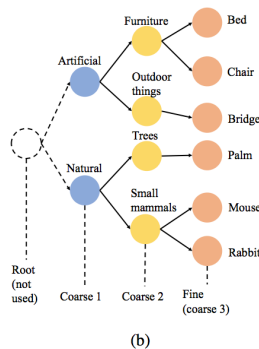 Furniture
Bed
Artificial
Chair
Outdoor
things
Bridge
Trees
Palm
Natural
Small
mammals
Mouse
Rabbit
Root
(not
used)
Coarse 1
Coarse 2
Fine
(coarse 3)
(b)